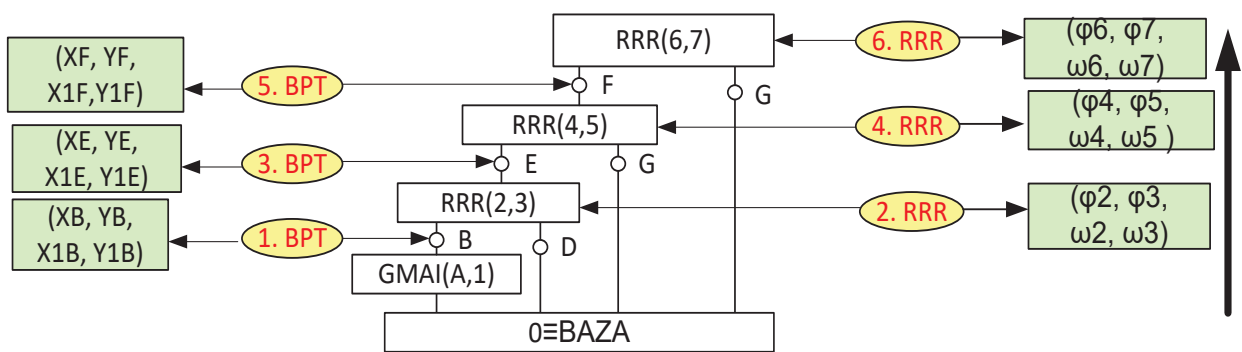 (XF, YF,
X1F,Y1F)
5. BPT
F
RRR(6,7)
G
6. RRR
(φ6, φ7,
ω6, ω7)
(XE, YE,
X1E, Y1E)
3. BPT
E
RRR(4,5)
G
4. RRR
(φ4, φ5,
ω4, ω5 )
(XB, YB,
X1B, Y1B)
1. BPT
B
RRR(2,3)
D
2. RRR
(φ2, φ3,
ω2, ω3)
GMAI(A,1)
0≡BAZA